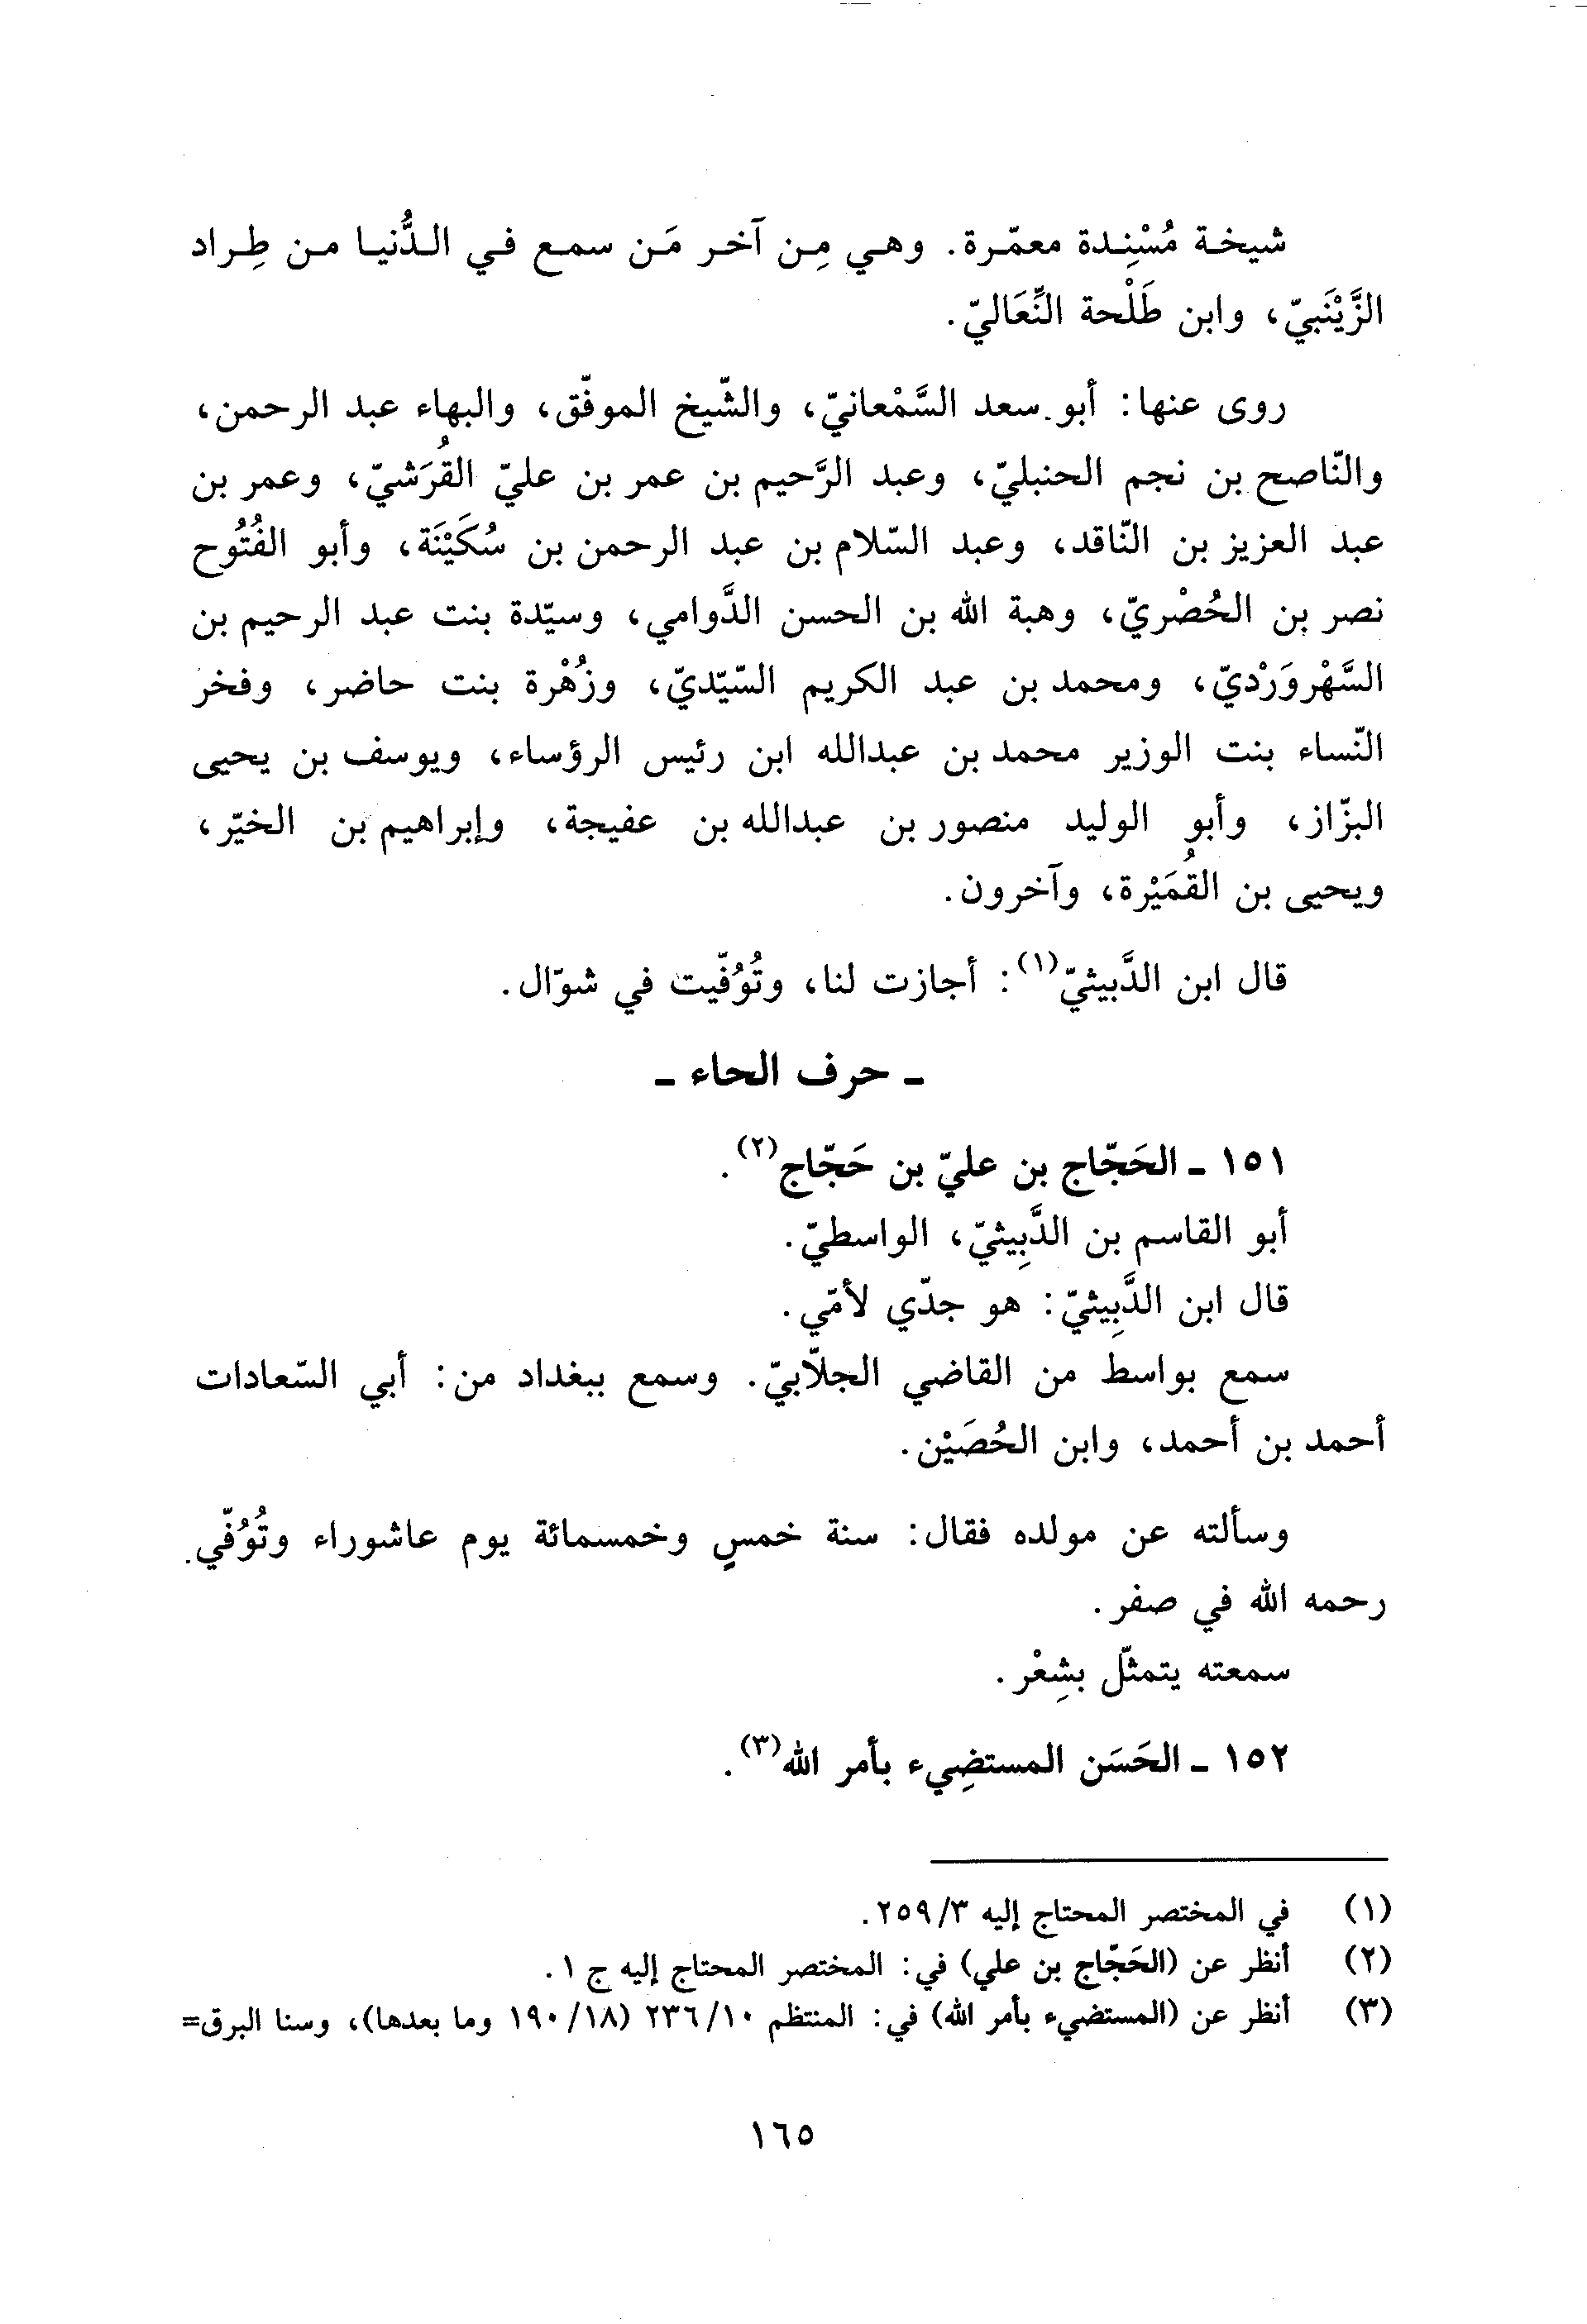 شيخة مُسْنِدة معمّرة. وهي مِن آخر مَن سمع في الدُّنيا من طِراد
الزَّيْنَبيّ، وابن طَلْحة النِّعَاليّ.
روى عنها: أبو سعد السَّمْعانيّ، والشّيخ الموفّق، والبهاء عبد الرحمن،
والنّاصح بن نجم الحنبليّ، وعبد الرَّحيم بن عمر بن عليّ القُرَشيّ، وعمر بن
عبد العزيز بن النّاقد، وعبد السّلام بن عبد الرحمن بن سُكَيْنَة، وأبو الفُتُوح
نصر بن الحُصْريّ، وهبة الله بن الحسن الدَّوامي، وسيّدة بنت عبد الرحيم بن
السَّهْروَرْديّ، ومحمد بن عبد الكريم السّيّديّ، وزُهْرة بنت حاضر، وفخر
النّساء بنت الوزير محمد بن عبدالله ابن رئيس الرؤساء، ويوسف بن يحيى
البزّاز، وأبو الوليد منصور بن عبدالله بن عفيجة، وإبراهيم بن الخيّر،
ويحيى بن القُمَيْرة، وآخرون.
قال ابن الدَّبيثيّ(١): أجازت لنا، وتُوُفّيت في شوّال.
ـ حرف الحاء ـ
١٥١ ـ الحَجّاج بن عليّ بن حَجّاج(٢).
أبو القاسم بن الدَّبِيثيّ، الواسطيّ.
قال ابن الدَّبِيثيّ: هو جدّي لأمّي.
سمع بواسط من القاضي الجلّابيّ. وسمع ببغداد من: أبي السّعادات
أحمد بن أحمد، وابن الحُصَيْن.
وسألته عن مولده فقال: سنة خمسٍ وخمسمائة يوم عاشوراء وتُوُفّي.
رحمه الله في صفر.
سمعته يتمثّل بشِعْر.
١٥٢ ـ الحَسَن المستضِيء بأمر الله(٣).
(١) في المختصر المحتاج إليه ٢٥٩/٣.
(٢) أنظر عن (الحَجّاج بن علي) في: المختصر المحتاج إليه ج ١.
(٣) أنظر عن (المستضيء بأمر الله) في: المنتظم ٢٣٦/١٠ (١٩٠/١٨ وما بعدها)، وسنا البرق=
١٦٥